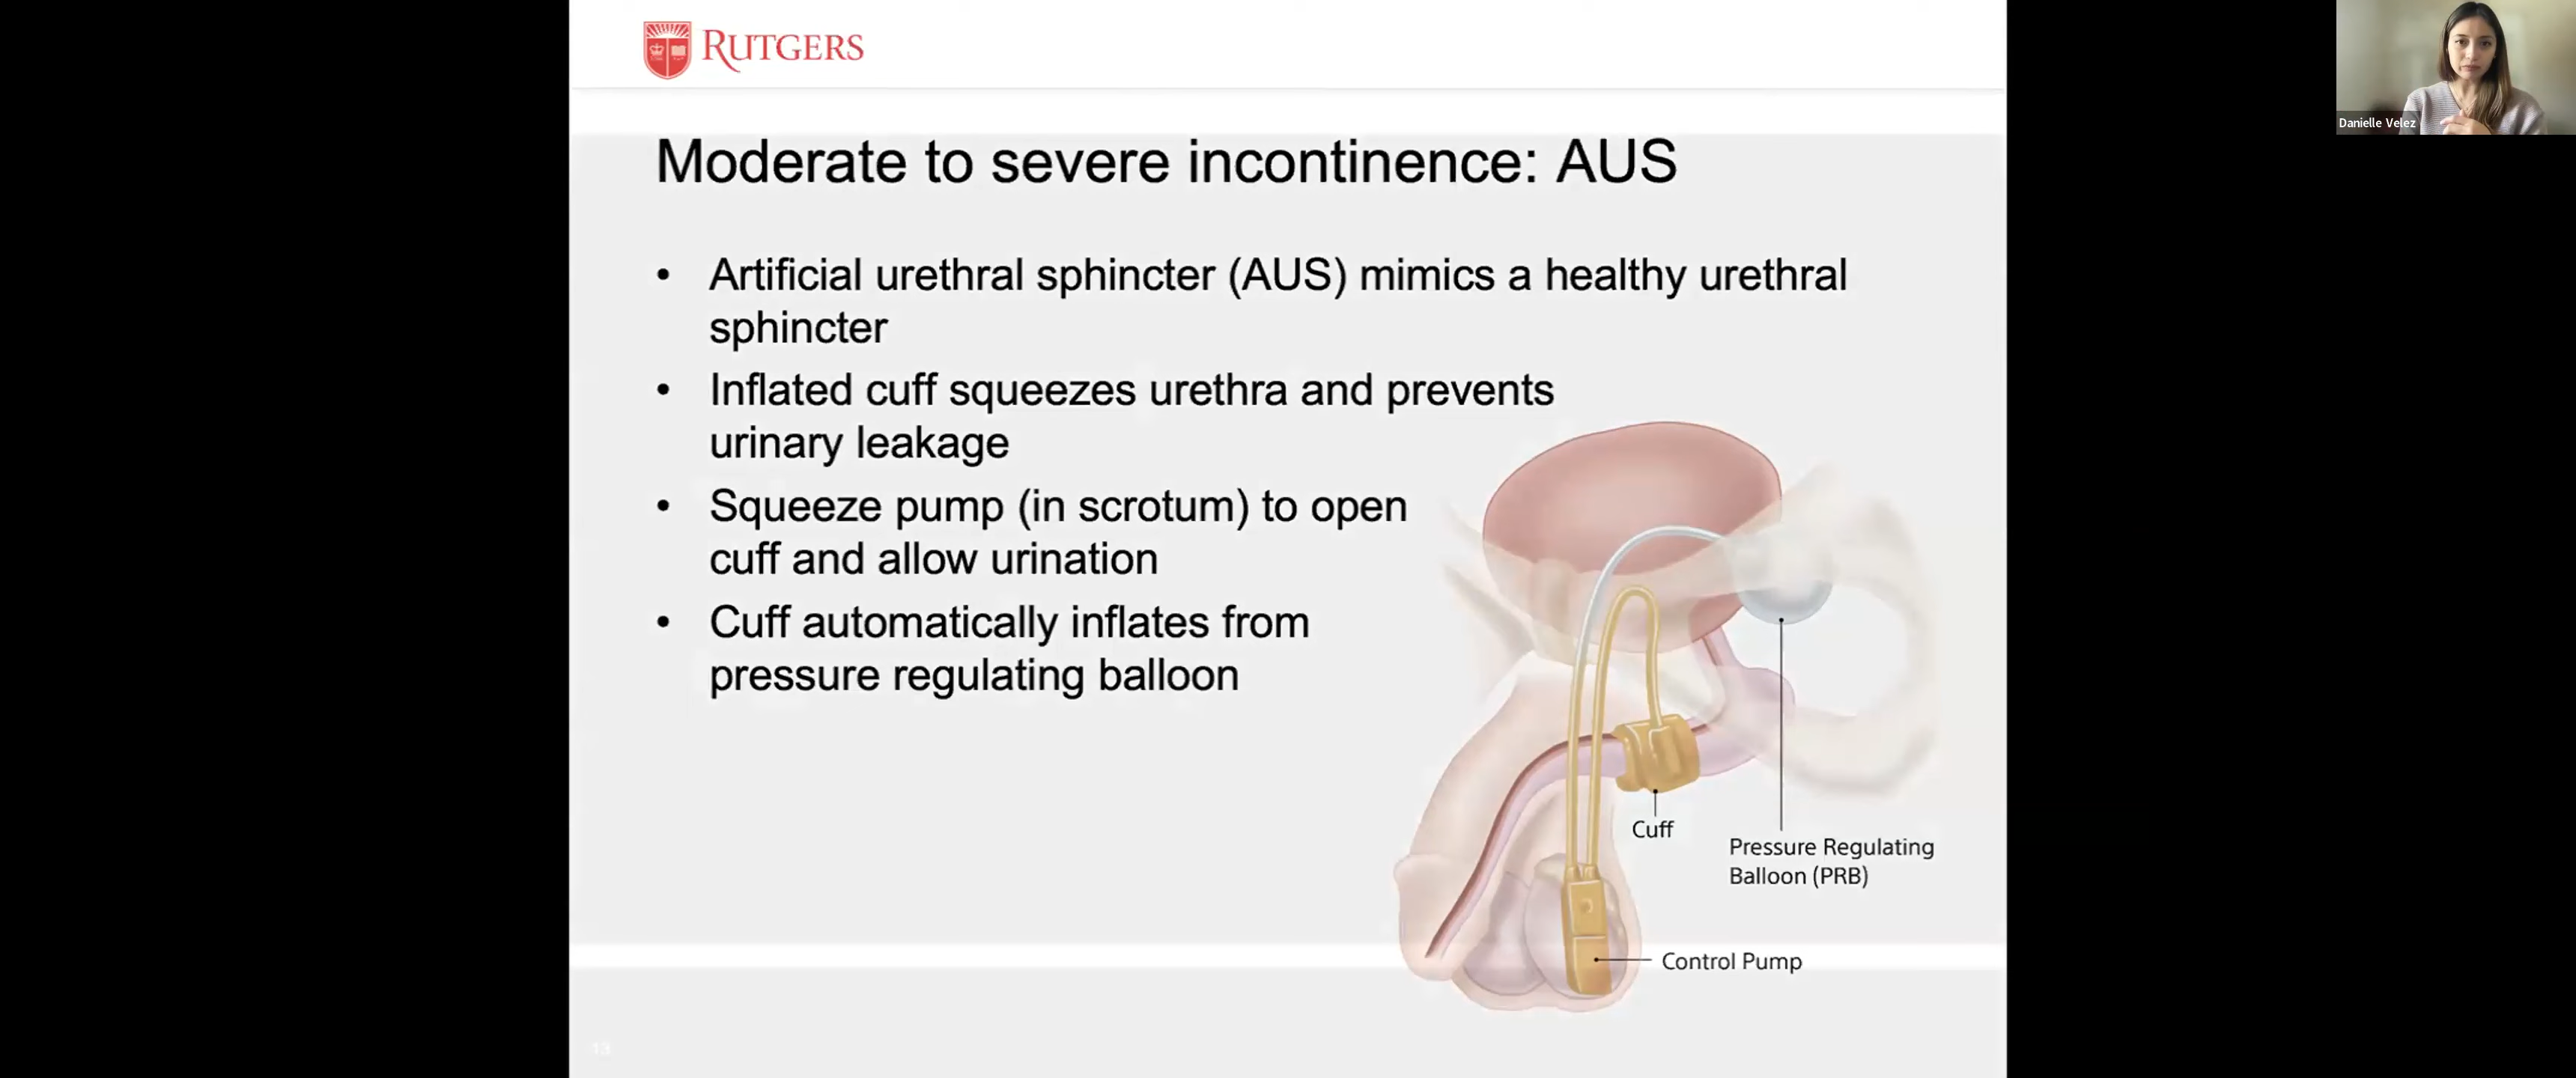 RUTGERS
Danielle Velez
Moderate to severe incontinence: AUS
• Artificial urethral sphincter (AUS) mimics a healthy urethral
sphincter
• Inflated cuff squeezes urethra and prevents
urinary leakage
• Squeeze pump (in scrotum) to open
cuff and allow urination
• Cuff automatically inflates from
pressure regulating balloon
Cuff
Pressure Regulating
Balloon (PRB)
Control Pump
13